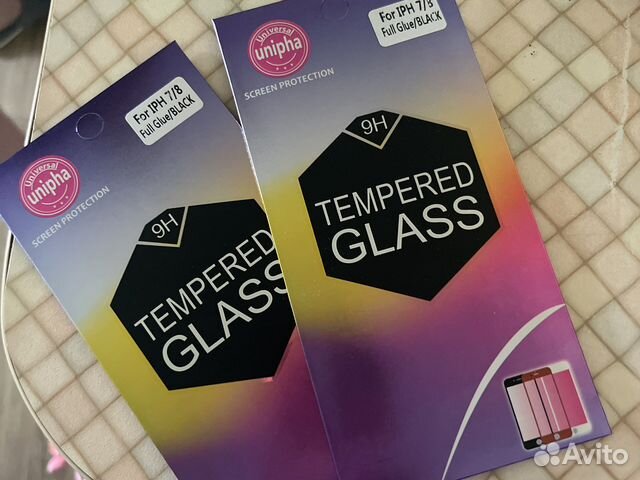 Universal
unipha
SCREEN PROTECTION
For IPH 7/8
Full Glue/BLACK
9H
TEMPERED
GLASS
Universal
unipha
SCREEN PROTECTION
For IPH 7/8
Full Glue/BLACK
9H
TEMPERED
GLASS
Avito